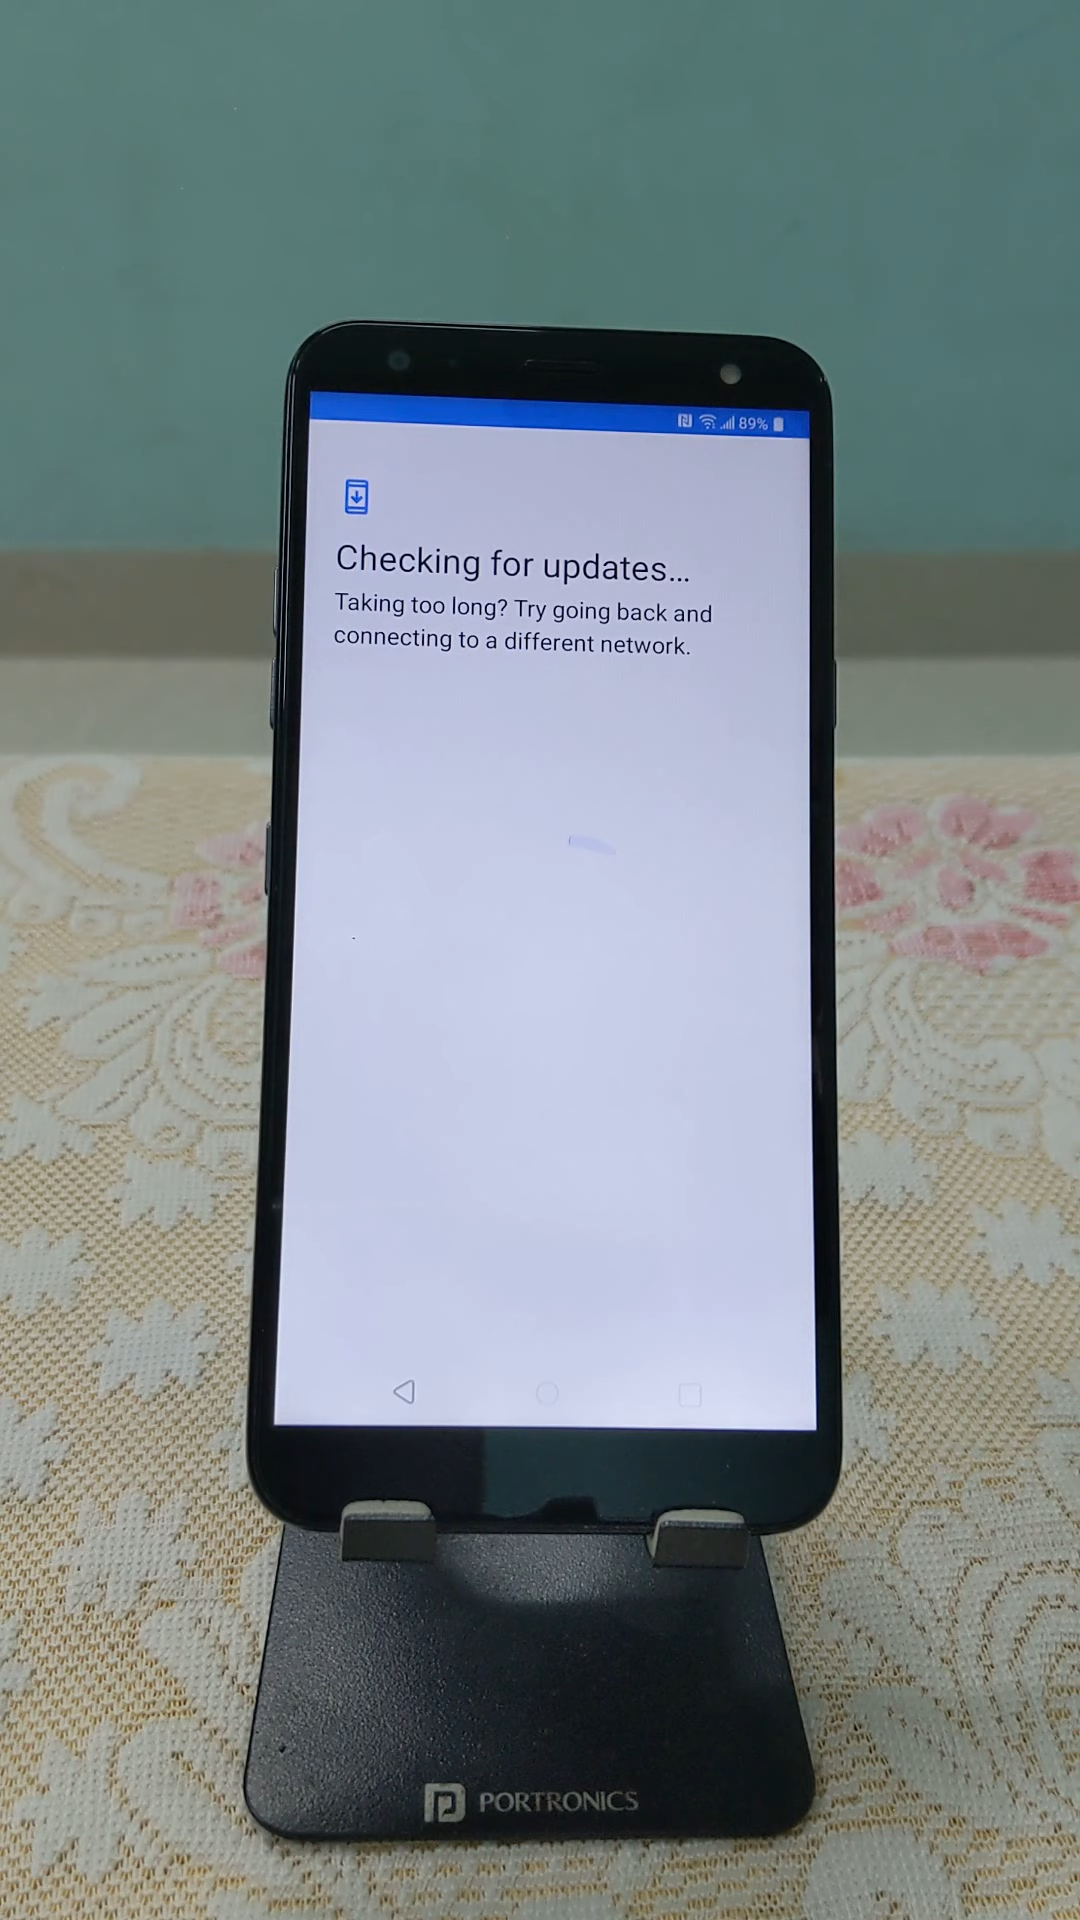 89%
Checking for updates...
Taking too long? Try going back and
connecting to a different network.
PORTRONICS